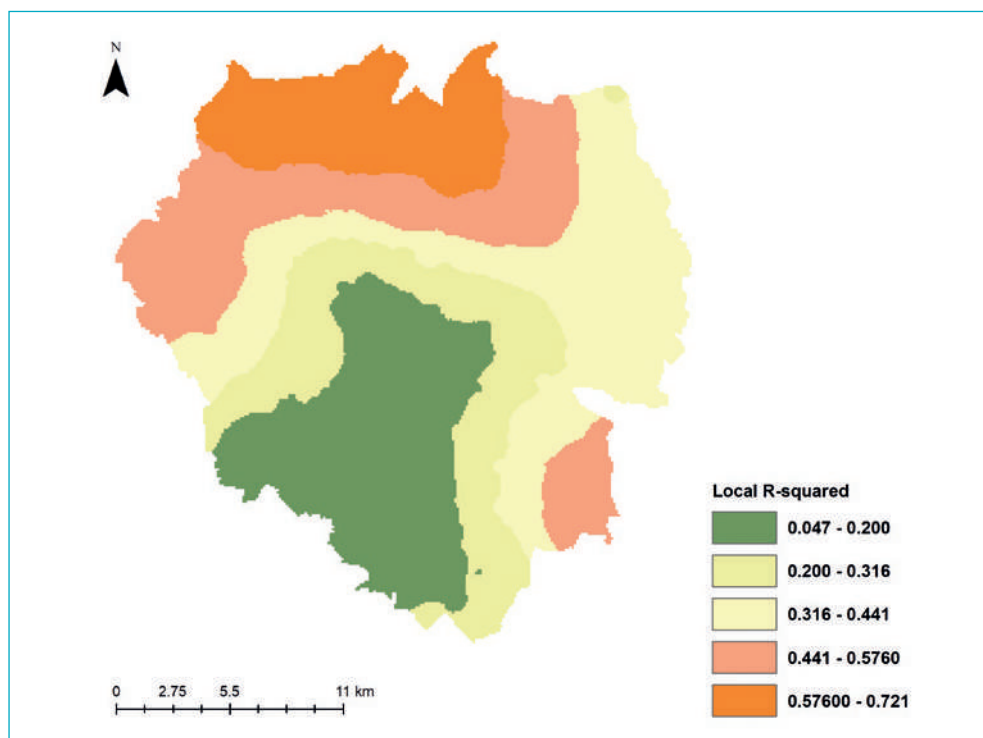 N
Local R-squared
0.047 - 0.200
0.200 - 0.316
0.316 - 0.441
0.441 - 0.5760
0.57600 - 0.721
0 2.75 5.5 11 km